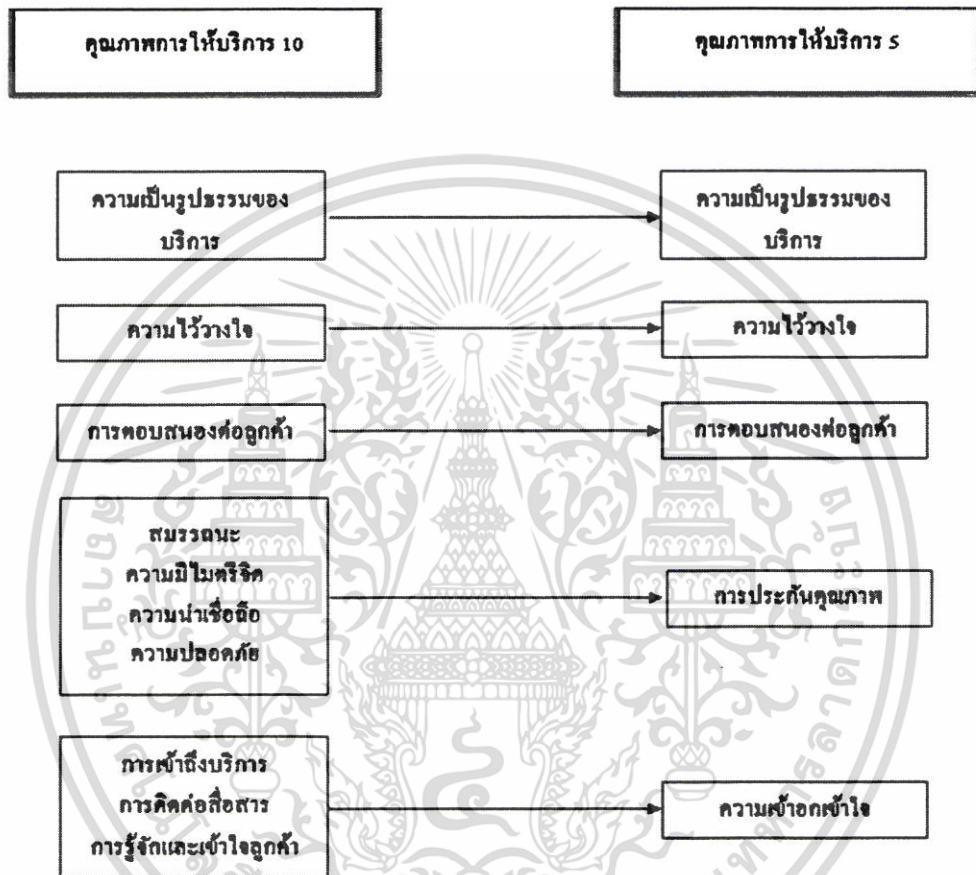 คุณภาพการให้บริการ 10
คุณภาพการให้บริการ 5
ความเป็นรูปธรรมของ
บริการ
ความเป็นรูปธรรมของ
บริการ
ความไว้วางใจ
ความไว้วางใจ
การตอบสนองต่อลูกค้า
การตอบสนองต่อลูกค้า
สมรรถนะ
ความมีไมตรีจิต
ความน่าเชื่อถือ
ความปลอดภัย
การประกันคุณภาพ
การเข้าถึงบริการ
การติดต่อสื่อสาร
การรู้จักและเข้าใจลูกค้า
ความเข้าอกเข้าใจ